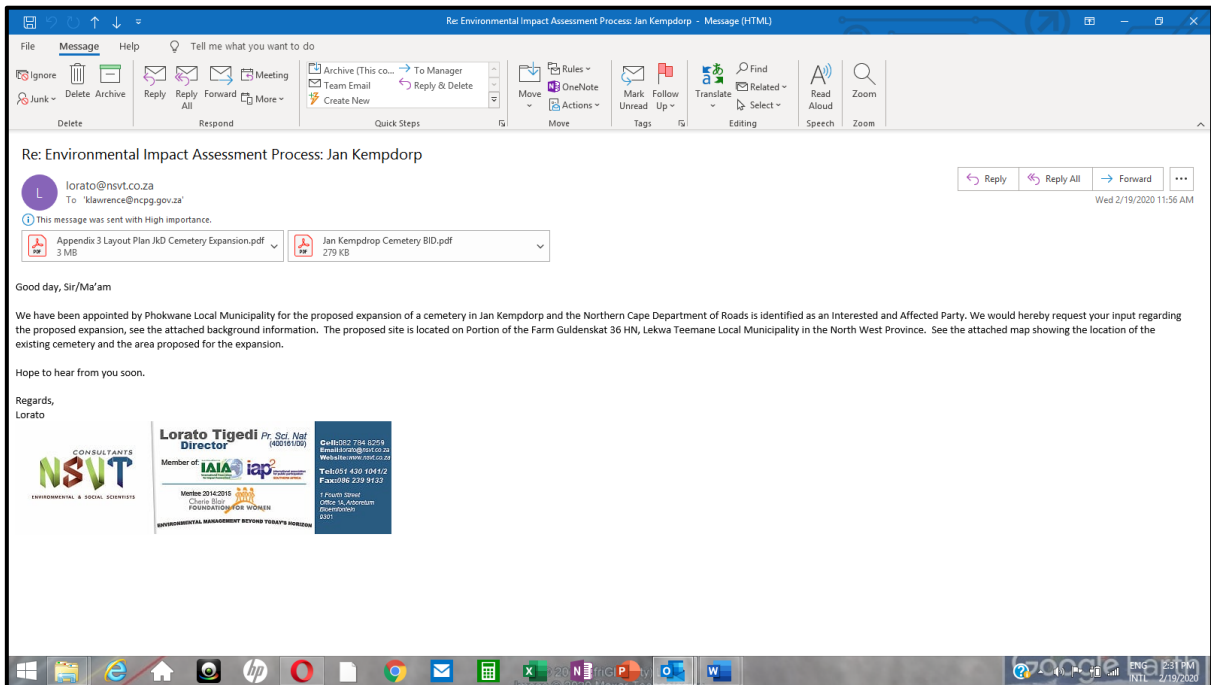 Re: Environmental Impact Assessment Process: Jan Kempdorp - Message (HTML)
File Message Help Tell me what you want to do
Ignore
Junk
Delete
Archive
Reply
Reply All
Forward
Meeting
More
Archive (This co...
Team Email
Create New
To Manager
Reply & Delete
Move
Rules
OneNote
Actions
Mark Unread
Follow Up
Translate
Find
Related
Select
Read Aloud
Zoom
Delete Respond Quick Steps Move Tags Editing Speech Zoom
Re: Environmental Impact Assessment Process: Jan Kempdorp
L
lorato@nsvt.co.za
To 'klawrence@ncpg.gov.za'
Reply Reply All Forward
Wed 2/19/2020 11:56 AM
This message was sent with High importance.
PDF Appendix 3 Layout Plan JkD Cemetery Expansion.pdf
3 MB
PDF Jan Kempdrop Cemetery BID.pdf
279 KB
Good day, Sir/Ma'am
We have been appointed by Phokwane Local Municipality for the proposed expansion of a cemetery in Jan Kempdorp and the Northern Cape Department of Roads is identified as an Interested and Affected Party. We would hereby request your input regarding
the proposed expansion, see the attached background information. The proposed site is located on Portion of the Farm Guldenskat 36 HN, Lekwa Teemane Local Municipality in the North West Province. See the attached map showing the location of the
existing cemetery and the area proposed for the expansion.
Hope to hear from you soon.
Regards,
Lorato
CONSULTANTS
NSVT
ENVIRONMENTAL & SOCIAL SCIENTISTS
Lorato Tigedi Pr. Sci. Nat
Director (400161/09)
Member of: IAIA iap2
Mentee 2014:2015
Cherie Blair
FOUNDATION FOR WOMEN
ENVIRONMENTAL MANAGEMENT BEYOND TODAY'S HORIZON
Cell:082 784 8259
Email:lorato@nsvt.co.za
Website:www.nsvt.co.za
Tel:051 430 1041/2
Fax:086 239 9133
1 Fourth Street
Office 1A, Arboretum
Bloemfontein
9301
Google Earth
ENG
INTL
2:31 PM
2/19/2020